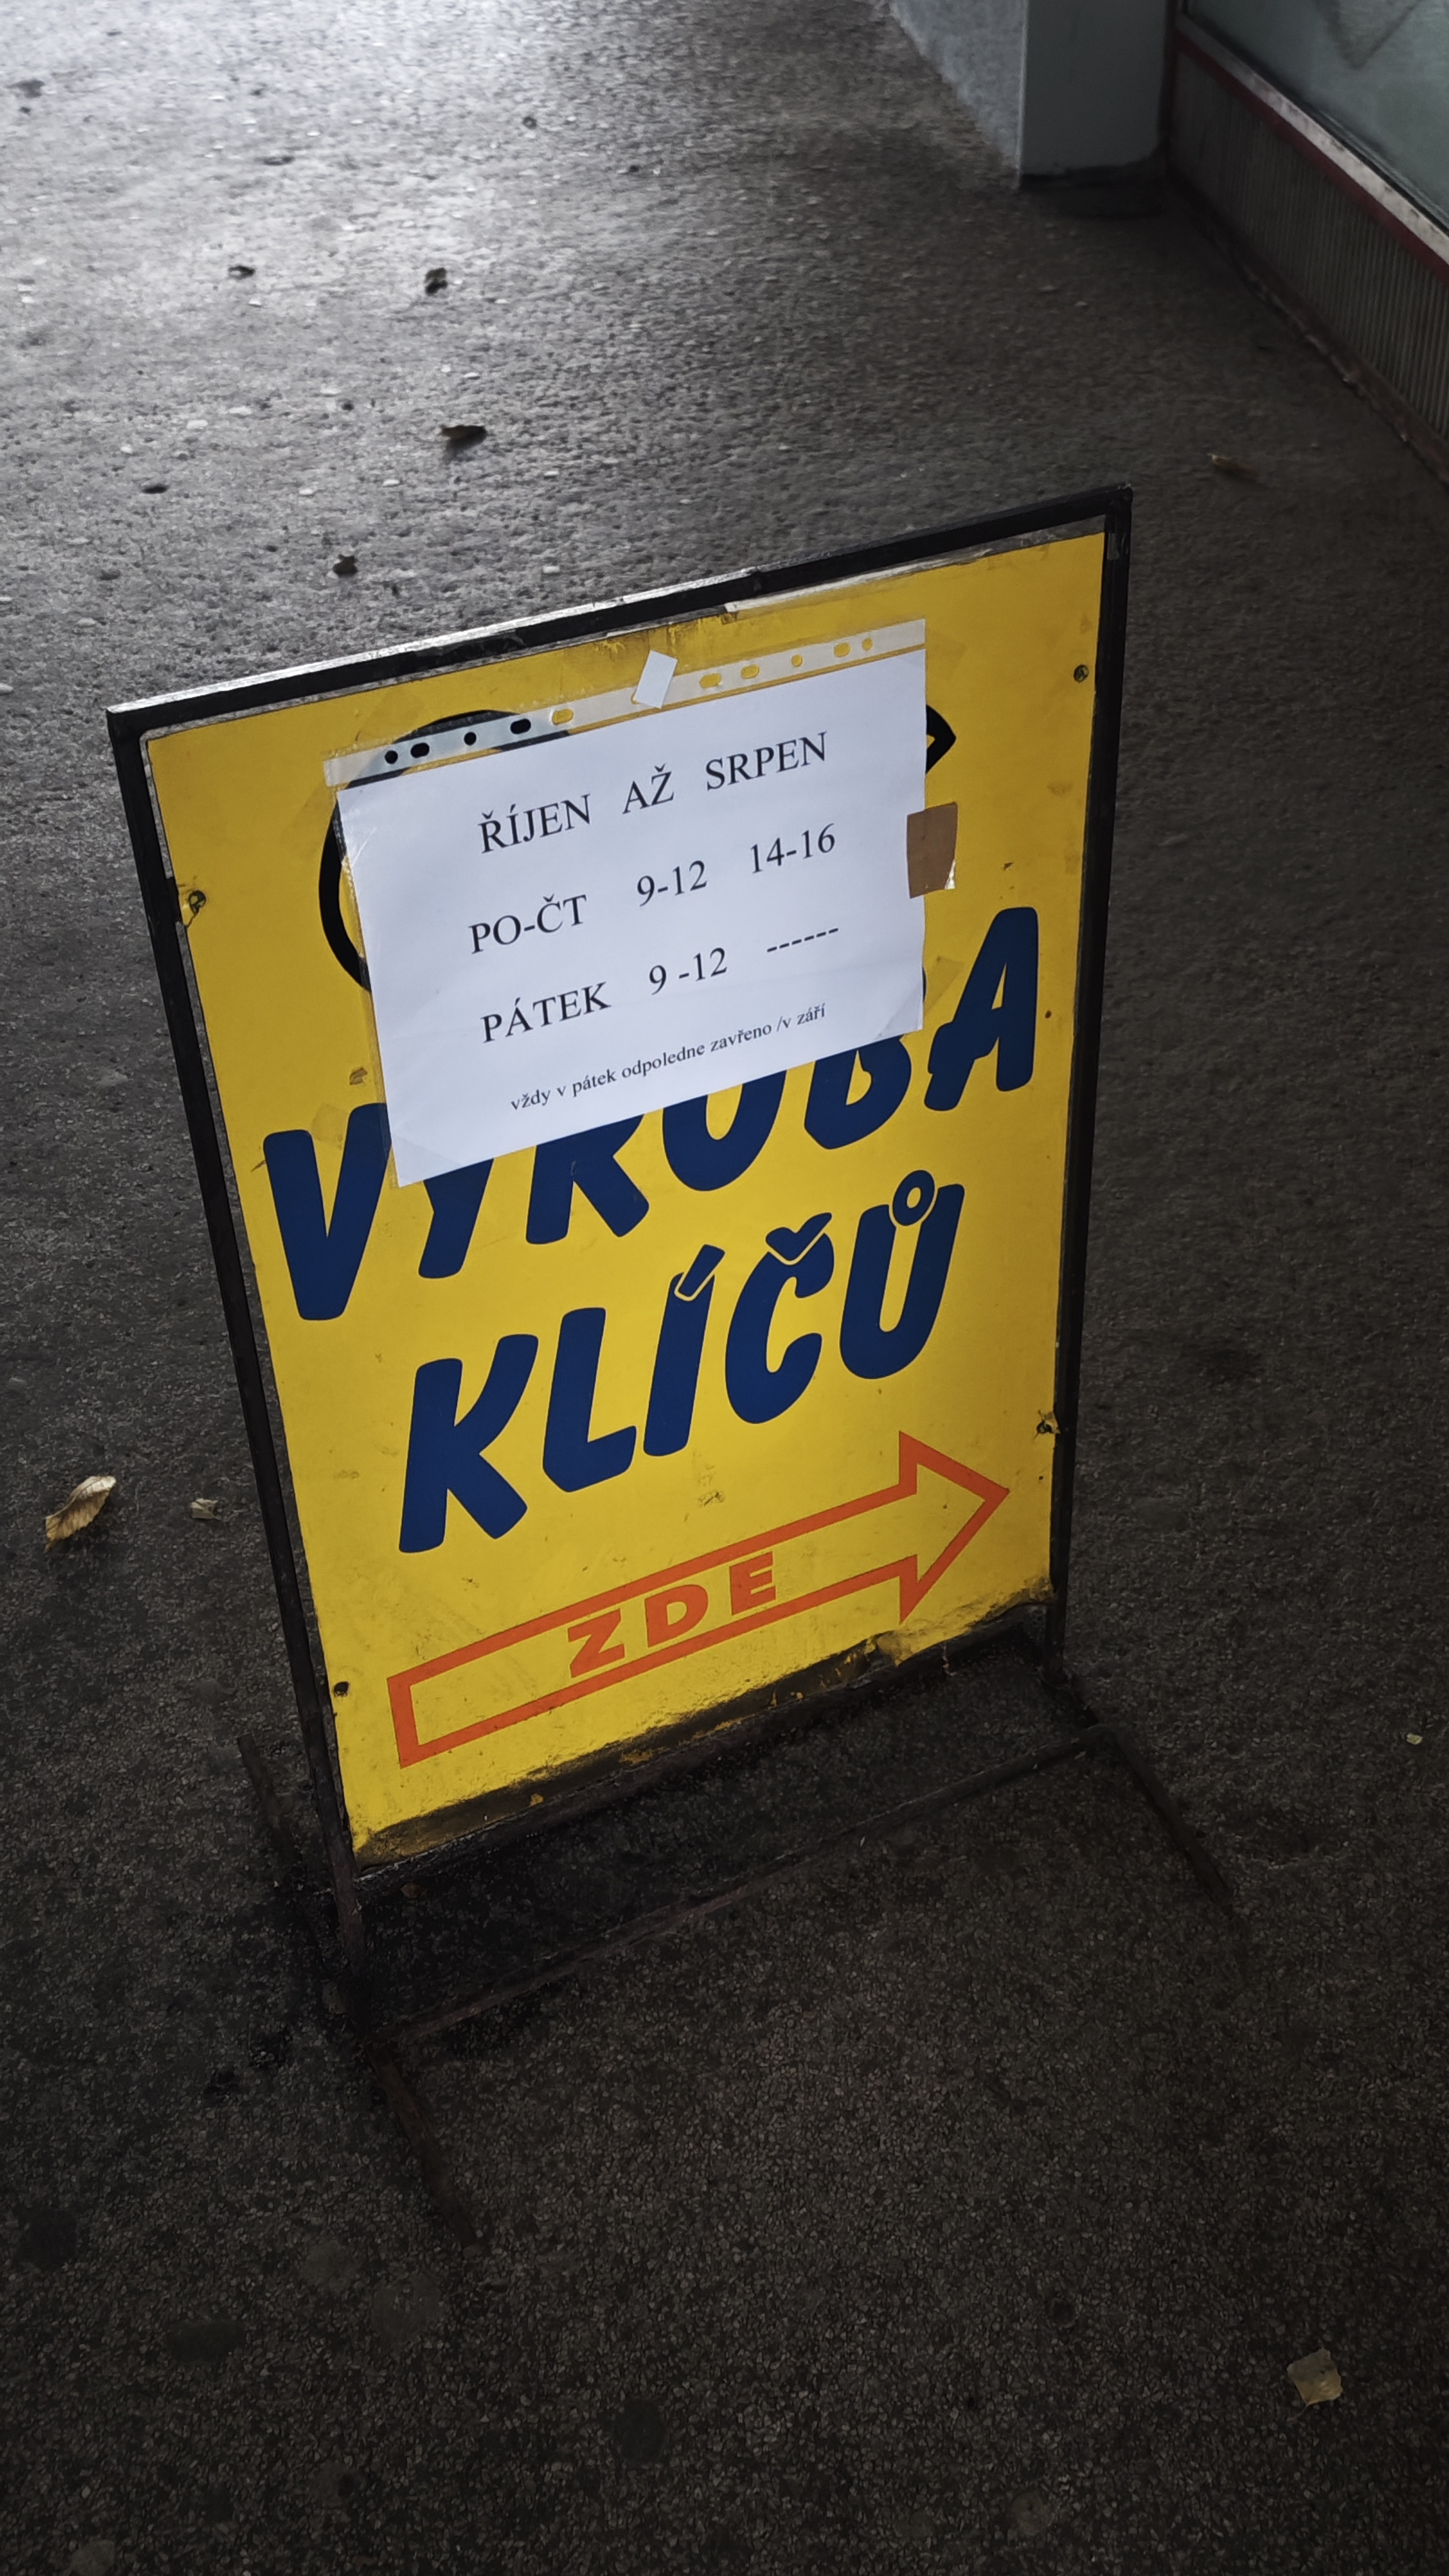 ŘÍJEN AŽ SRPEN
PO-ČT 9-12 14-16
PÁTEK 9 -12 ------
vždy v pátek odpoledne zavřeno /v září
VÝROBA
KLÍČŮ
ZDE